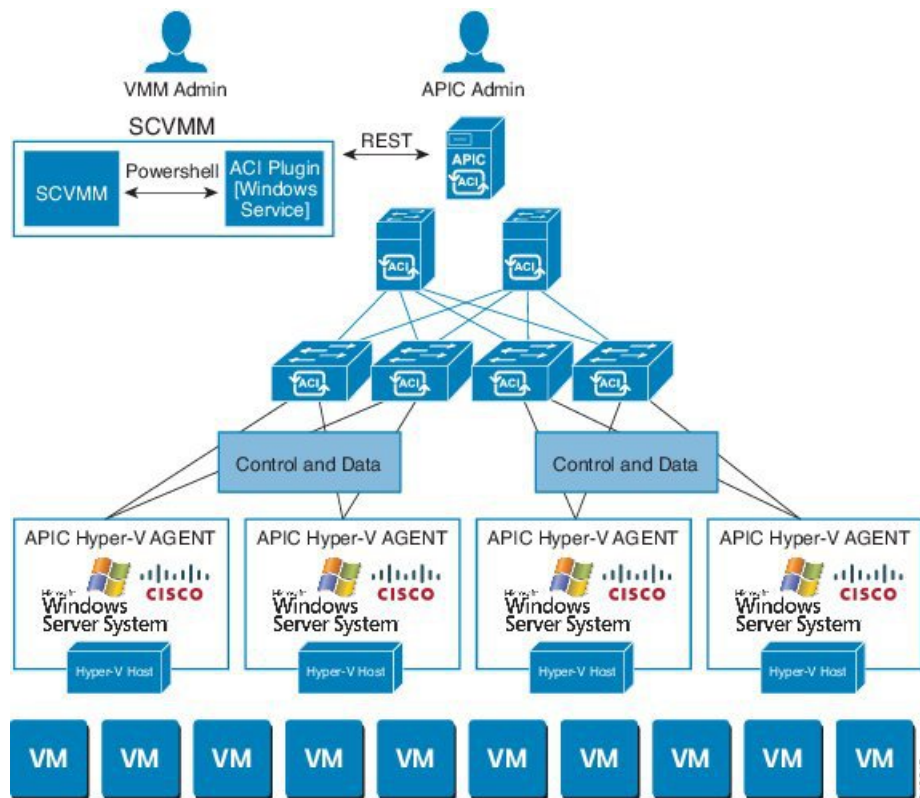 VMM Admin
APIC Admin
SCVMM
REST
APIC
ACI
SCVMM
Powershell
ACI Plugin
[Windows
Service]
ACI
ACI
ACI
ACI
ACI
ACI
Control and Data
Control and Data
APIC Hyper-V AGENT
APIC Hyper-V AGENT
APIC Hyper-V AGENT
APIC Hyper-V AGENT
Windows
Server System
CISCO
Windows
Server System
CISCO
Windows
Server System
CISCO
Windows
Server System
CISCO
Hyper-V Host
Hyper-V Host
Hyper-V Host
Hyper-V Host
VM
VM
VM
VM
VM
VM
VM
VM
VM
VM